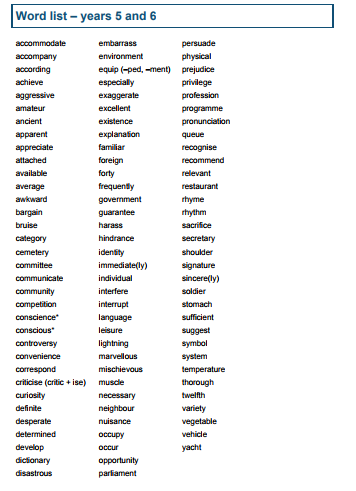 Word list – years 5 and 6
accommodate
accompany
according
achieve
aggressive
amateur
ancient
apparent
appreciate
attached
available
average
awkward
bargain
bruise
category
cemetery
committee
communicate
community
competition
conscience*
conscious*
controversy
convenience
correspond
criticise (critic + ise)
curiosity
definite
desperate
determined
develop
dictionary
disastrous
embarrass
environment
equip (–ped, –ment)
especially
exaggerate
excellent
existence
explanation
familiar
foreign
forty
frequently
government
guarantee
harass
hindrance
identity
immediate(ly)
individual
interfere
interrupt
language
leisure
lightning
marvellous
mischievous
muscle
necessary
neighbour
nuisance
occupy
occur
opportunity
parliament
persuade
physical
prejudice
privilege
profession
programme
pronunciation
queue
recognise
recommend
relevant
restaurant
rhyme
rhythm
sacrifice
secretary
shoulder
signature
sincere(ly)
soldier
stomach
sufficient
suggest
symbol
system
temperature
thorough
twelfth
variety
vegetable
vehicle
yacht